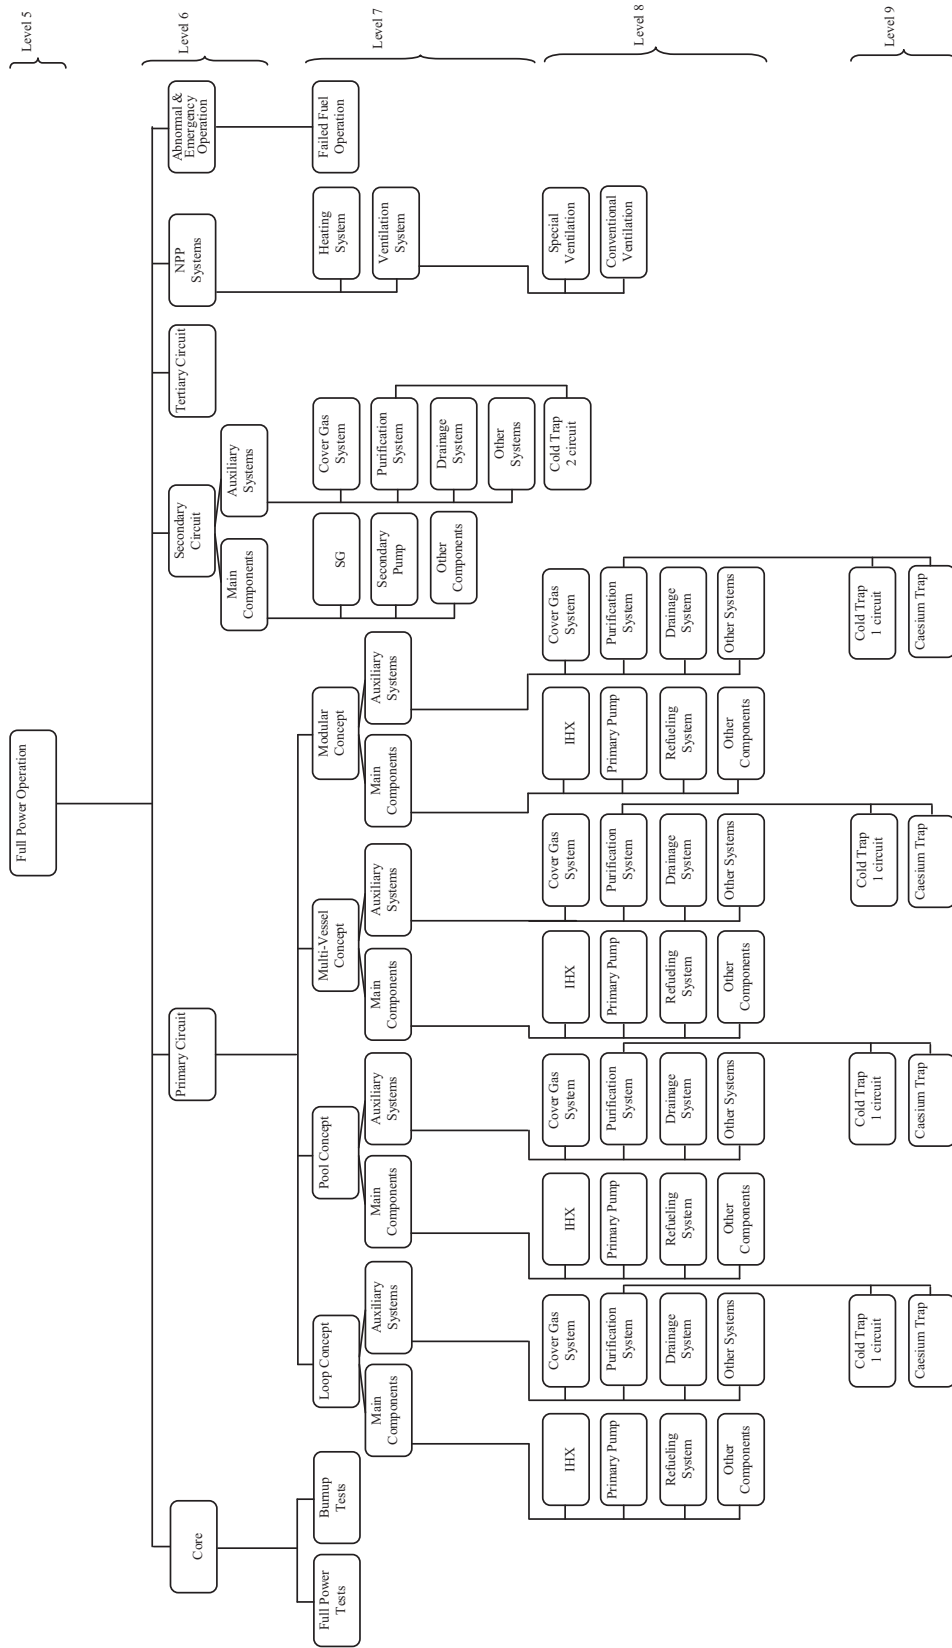 Level 5
Level 6
Level 7
Level 8
Level 9
Full Power Operation
Core
Primary Circuit
Secondary
Circuit
Tertiary Circuit
NPP
Systems
Abnormal &
Emergency
Operation
Full Power
Tests
Burnup
Tests
Loop Concept
Main
Components
Auxiliary
Systems
IHX
Primary Pump
Refueling
System
Other
Components
Cover Gas
System
Purification
System
Drainage
System
Other Systems
Cold Trap
1 circuit
Caesium Trap
Pool Concept
Main
Components
Auxiliary
Systems
IHX
Primary Pump
Refueling
System
Other
Components
Cover Gas
System
Purification
System
Drainage
System
Other Systems
Cold Trap
1 circuit
Caesium Trap
Multi-Vessel
Concept
Main
Components
Auxiliary
Systems
IHX
Primary Pump
Refueling
System
Other
Components
Cover Gas
System
Purification
System
Drainage
System
Other Systems
Cold Trap
1 circuit
Caesium Trap
Modular
Concept
Main
Components
Auxiliary
Systems
IHX
Primary Pump
Refueling
System
Other
Components
Cover Gas
System
Purification
System
Drainage
System
Other Systems
Cold Trap
1 circuit
Caesium Trap
Main
Components
Auxiliary
Systems
SG
Secondary
Pump
Other
Components
Cover Gas
System
Purification
System
Drainage
System
Other
Systems
Cold Trap
2 circuit
Heating
System
Ventilation
System
Special
Ventilation
Conventional
Ventilation
Failed Fuel
Operation